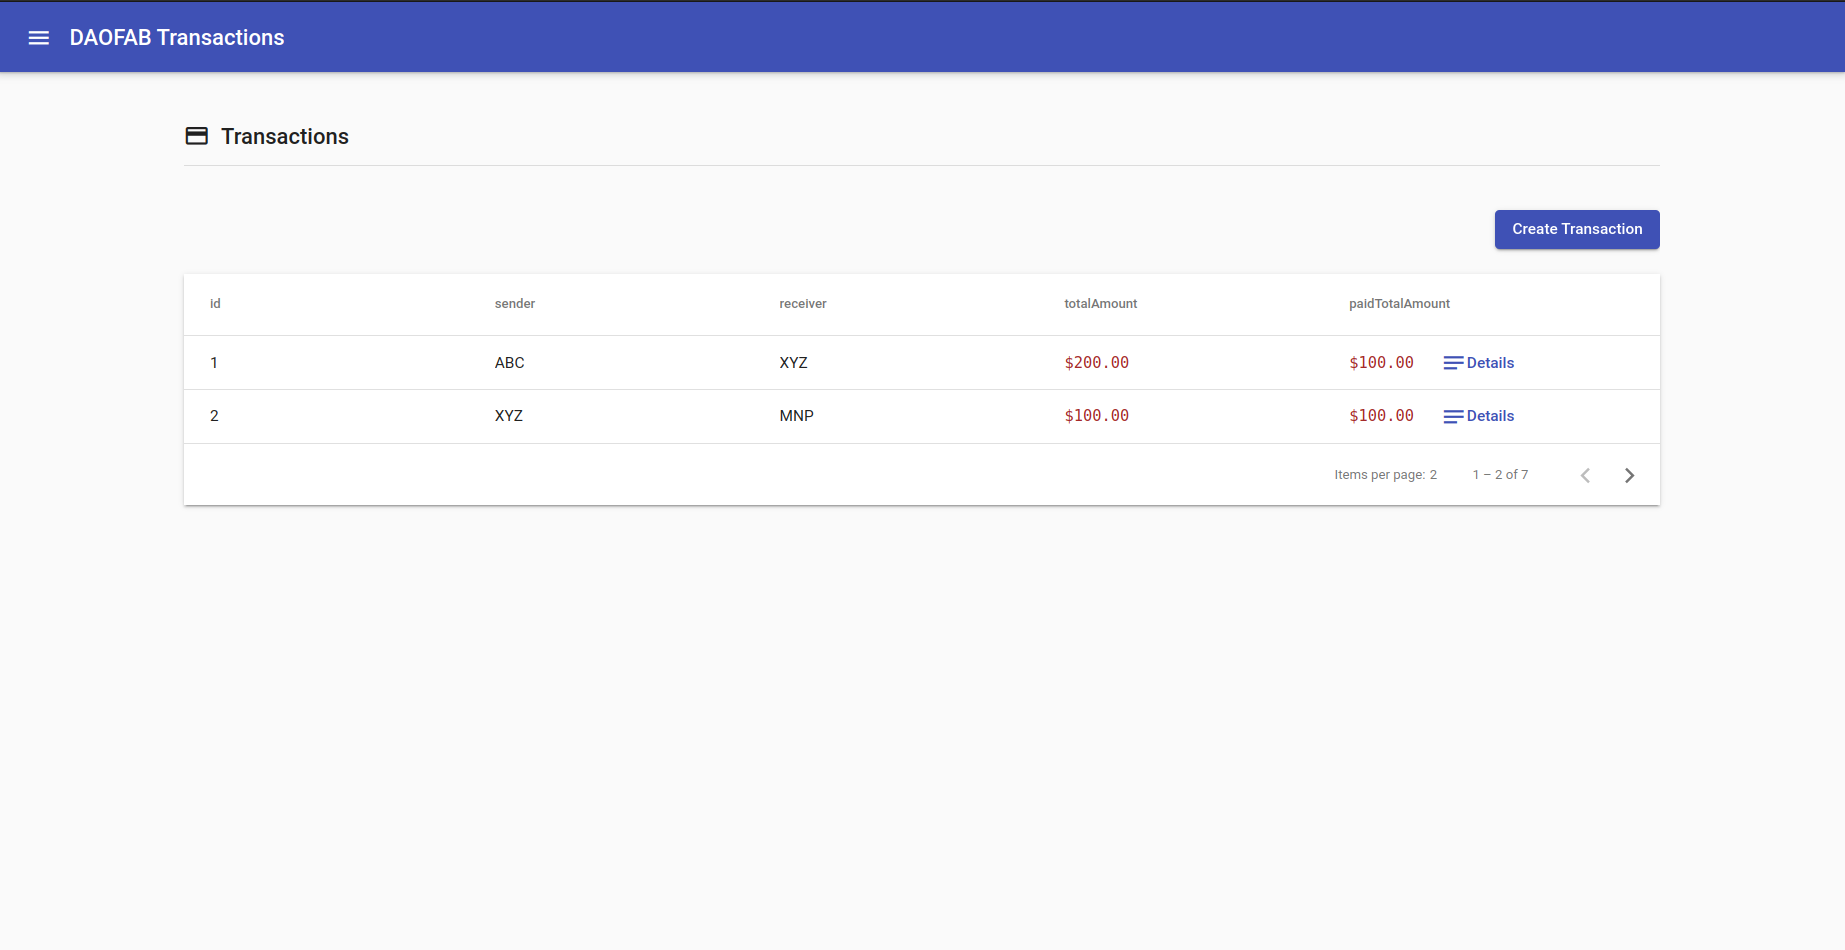 DAOFAB Transactions
Transactions
Create Transaction
id sender receiver totalAmount paidTotalAmount
1 ABC XYZ $200.00 $100.00 Details
2 XYZ MNP $100.00 $100.00 Details
Items per page: 2 1 – 2 of 7